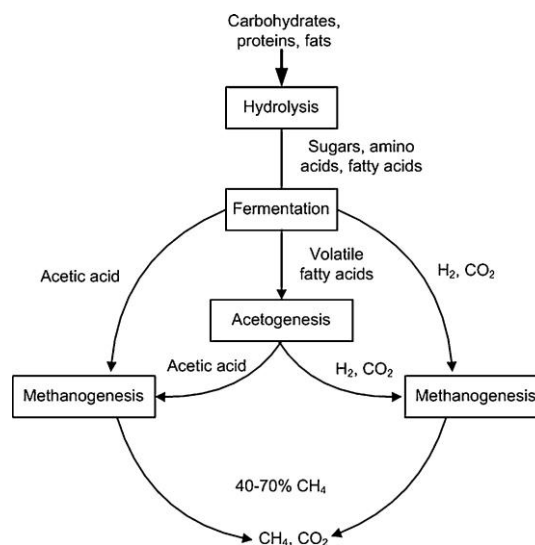 Carbohydrates,
proteins, fats
Hydrolysis
Sugars, amino
acids, fatty acids
Fermentation
Acetic acid
Volatile
fatty acids
H₂, CO₂
Acetogenesis
Acetic acid
H₂, CO₂
Methanogenesis
Methanogenesis
40-70% CH₄
CH₄, CO₂